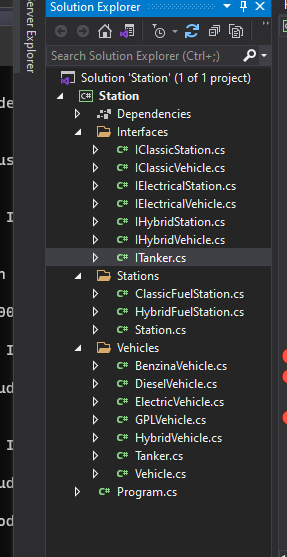 Solution Explorer
Server Explorer
Search Solution Explorer (Ctrl+;)
Solution 'Station' (1 of 1 project)
C# Station
Dependencies
Interfaces
C# IClassicStation.cs
C# IClassicVehicle.cs
C# IElectricalStation.cs
C# IElectricalVehicle.cs
C# IHybridStation.cs
C# IHybridVehicle.cs
C# ITanker.cs
Stations
C# ClassicFuelStation.cs
C# HybridFuelStation.cs
C# Station.cs
Vehicles
C# BenzinaVehicle.cs
C# DieselVehicle.cs
C# ElectricVehicle.cs
C# GPLVehicle.cs
C# HybridVehicle.cs
C# Tanker.cs
C# Vehicle.cs
C# Program.cs